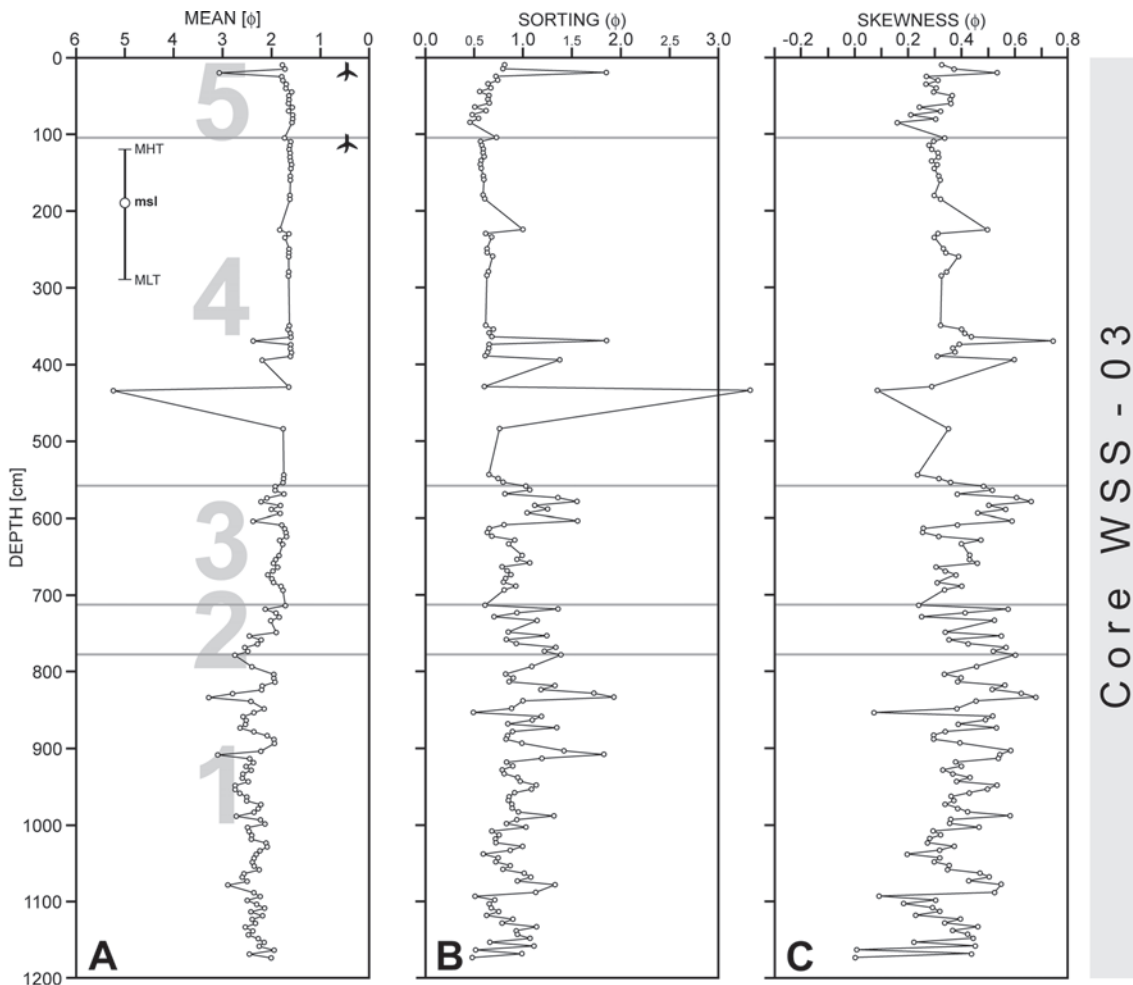 MEAN [ϕ]
6 5 4 3 2 1 0
SORTING (ϕ)
0.0 0.5 1.0 1.5 2.0 3.0
SKEWNESS (ϕ)
-0.2 0.0 0.2 0.4 0.6 0.8
DEPTH [cm]
0
100
200
300
400
500
600
700
800
900
1000
1100
1200
5
MHT
msl
MLT
4
3
2
1
A
B
C
Core WSS-03